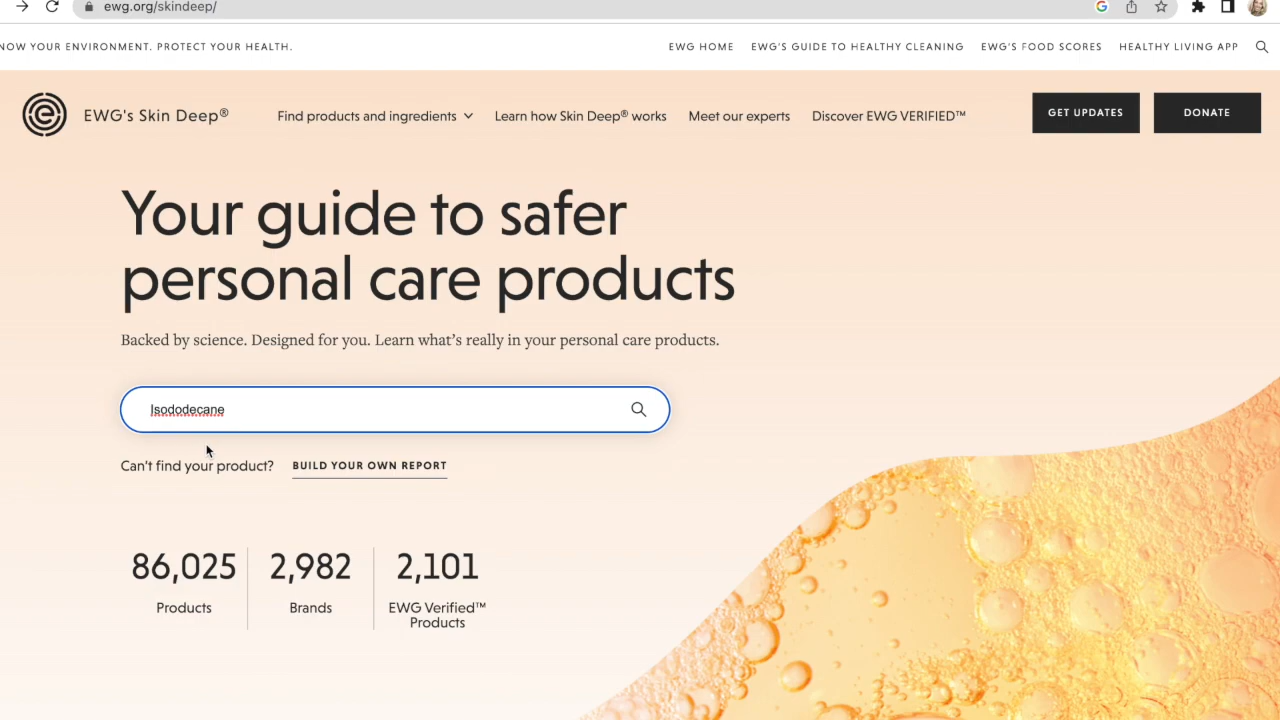 ewg.org/skindeep/
NOW YOUR ENVIRONMENT. PROTECT YOUR HEALTH.
EWG HOME EWG'S GUIDE TO HEALTHY CLEANING EWG'S FOOD SCORES HEALTHY LIVING APP
EWG's Skin Deep® Find products and ingredients Learn how Skin Deep® works Meet our experts Discover EWG VERIFIED™ GET UPDATES DONATE
Your guide to safer
personal care products
Backed by science. Designed for you. Learn what's really in your personal care products.
Isododecane
Can't find your product? BUILD YOUR OWN REPORT
86,025 2,982 2,101
Products Brands EWG Verified™
Products